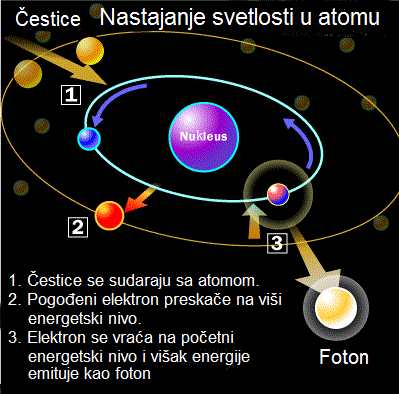 Čestice
Nastajanje svetlosti u atomu
1
Nukleus
2
3
1. Čestice se sudaraju sa atomom.
2. Pogođeni elektron preskače na viši
energetski nivo.
3. Elektron se vraća na početni
energetski nivo i višak energije
emituje kao foton
Foton